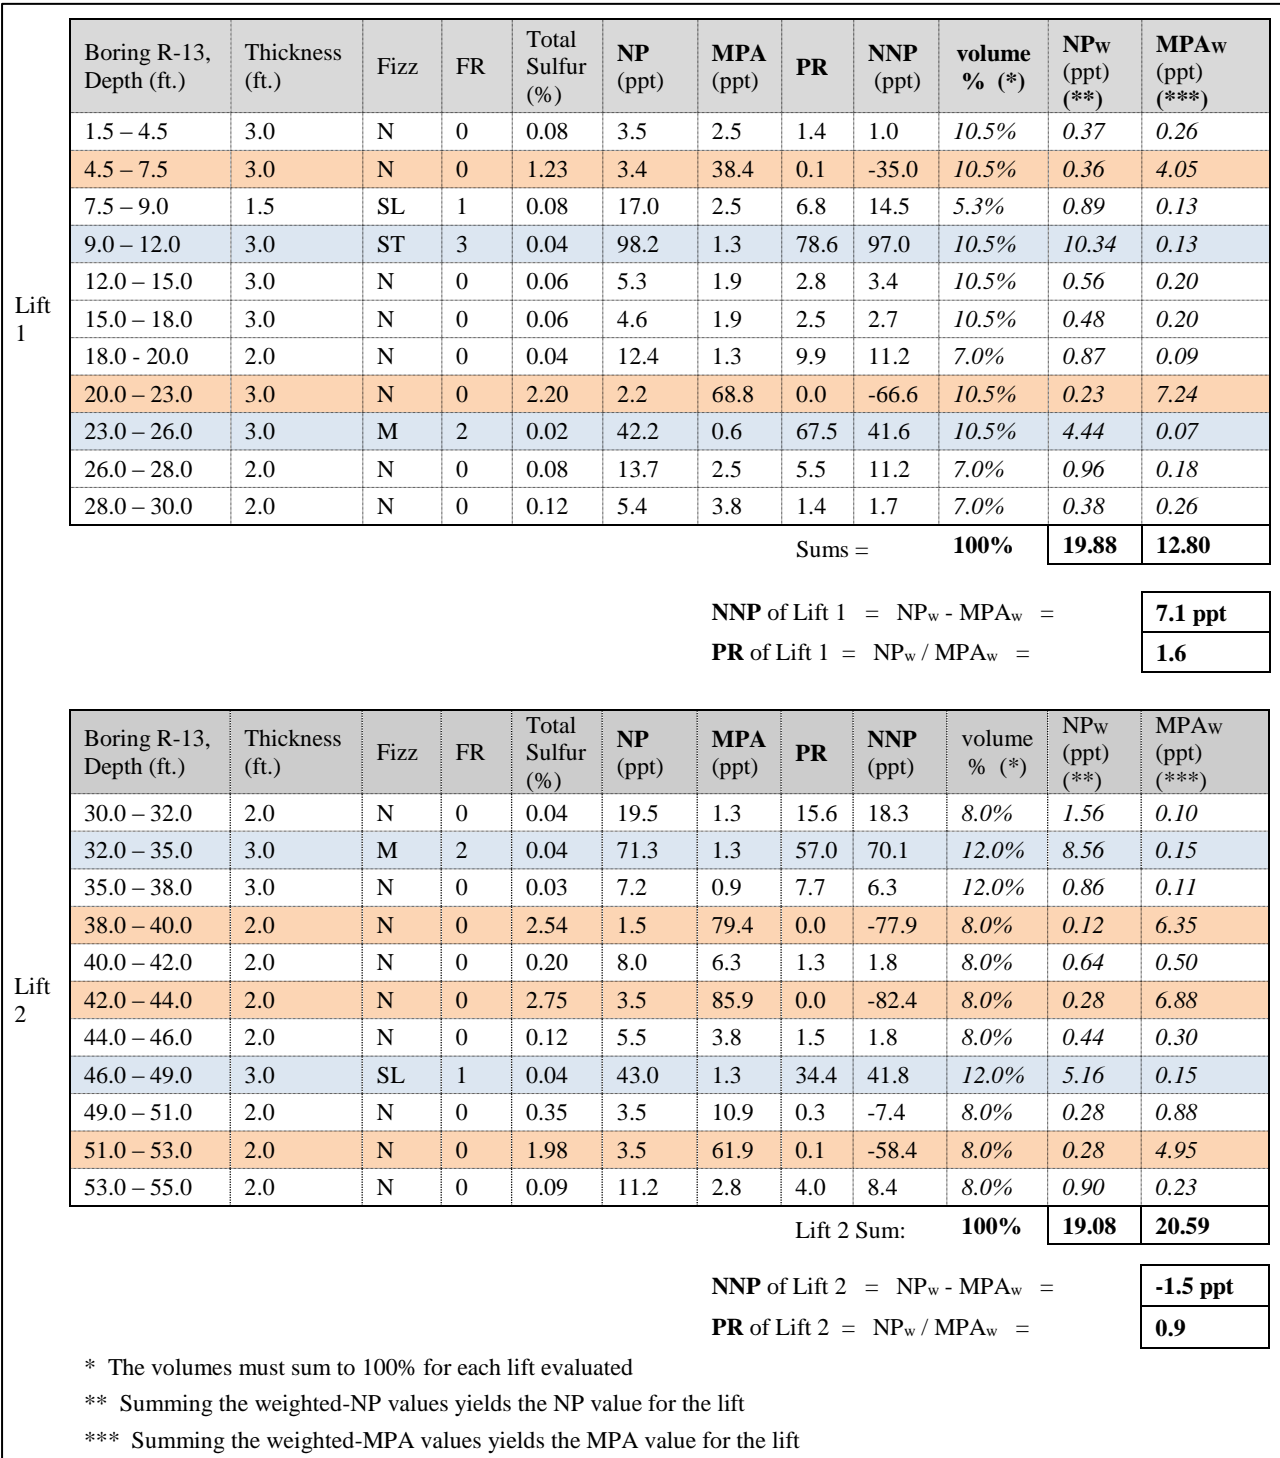 Boring R-13, Depth (ft.) Thickness (ft.) Fizz FR Total Sulfur (%) NP (ppt) MPA (ppt) PR NNP (ppt) volume % (*) NPw (ppt) (**) MPAw (ppt) (***)
Lift 1
1.5 – 4.5 3.0 N 0 0.08 3.5 2.5 1.4 1.0 10.5% 0.37 0.26
4.5 – 7.5 3.0 N 0 1.23 3.4 38.4 0.1 -35.0 10.5% 0.36 4.05
7.5 – 9.0 1.5 SL 1 0.08 17.0 2.5 6.8 14.5 5.3% 0.89 0.13
9.0 – 12.0 3.0 ST 3 0.04 98.2 1.3 78.6 97.0 10.5% 10.34 0.13
12.0 – 15.0 3.0 N 0 0.06 5.3 1.9 2.8 3.4 10.5% 0.56 0.20
15.0 – 18.0 3.0 N 0 0.06 4.6 1.9 2.5 2.7 10.5% 0.48 0.20
18.0 - 20.0 2.0 N 0 0.04 12.4 1.3 9.9 11.2 7.0% 0.87 0.09
20.0 – 23.0 3.0 N 0 2.20 2.2 68.8 0.0 -66.6 10.5% 0.23 7.24
23.0 – 26.0 3.0 M 2 0.02 42.2 0.6 67.5 41.6 10.5% 4.44 0.07
26.0 – 28.0 2.0 N 0 0.08 13.7 2.5 5.5 11.2 7.0% 0.96 0.18
28.0 – 30.0 2.0 N 0 0.12 5.4 3.8 1.4 1.7 7.0% 0.38 0.26
Sums = 100% 19.88 12.80
NNP of Lift 1 = NPw - MPAw = 7.1 ppt
PR of Lift 1 = NPw / MPAw = 1.6
Boring R-13, Depth (ft.) Thickness (ft.) Fizz FR Total Sulfur (%) NP (ppt) MPA (ppt) PR NNP (ppt) volume % (*) NPw (ppt) (**) MPAw (ppt) (***)
Lift 2
30.0 – 32.0 2.0 N 0 0.04 19.5 1.3 15.6 18.3 8.0% 1.56 0.10
32.0 – 35.0 3.0 M 2 0.04 71.3 1.3 57.0 70.1 12.0% 8.56 0.15
35.0 – 38.0 3.0 N 0 0.03 7.2 0.9 7.7 6.3 12.0% 0.86 0.11
38.0 – 40.0 2.0 N 0 2.54 1.5 79.4 0.0 -77.9 8.0% 0.12 6.35
40.0 – 42.0 2.0 N 0 0.20 8.0 6.3 1.3 1.8 8.0% 0.64 0.50
42.0 – 44.0 2.0 N 0 2.75 3.5 85.9 0.0 -82.4 8.0% 0.28 6.88
44.0 – 46.0 2.0 N 0 0.12 5.5 3.8 1.5 1.8 8.0% 0.44 0.30
46.0 – 49.0 3.0 SL 1 0.04 43.0 1.3 34.4 41.8 12.0% 5.16 0.15
49.0 – 51.0 2.0 N 0 0.35 3.5 10.9 0.3 -7.4 8.0% 0.28 0.88
51.0 – 53.0 2.0 N 0 1.98 3.5 61.9 0.1 -58.4 8.0% 0.28 4.95
53.0 – 55.0 2.0 N 0 0.09 11.2 2.8 4.0 8.4 8.0% 0.90 0.23
Lift 2 Sum: 100% 19.08 20.59
NNP of Lift 2 = NPw - MPAw = -1.5 ppt
PR of Lift 2 = NPw / MPAw = 0.9
* The volumes must sum to 100% for each lift evaluated
** Summing the weighted-NP values yields the NP value for the lift
*** Summing the weighted-MPA values yields the MPA value for the lift